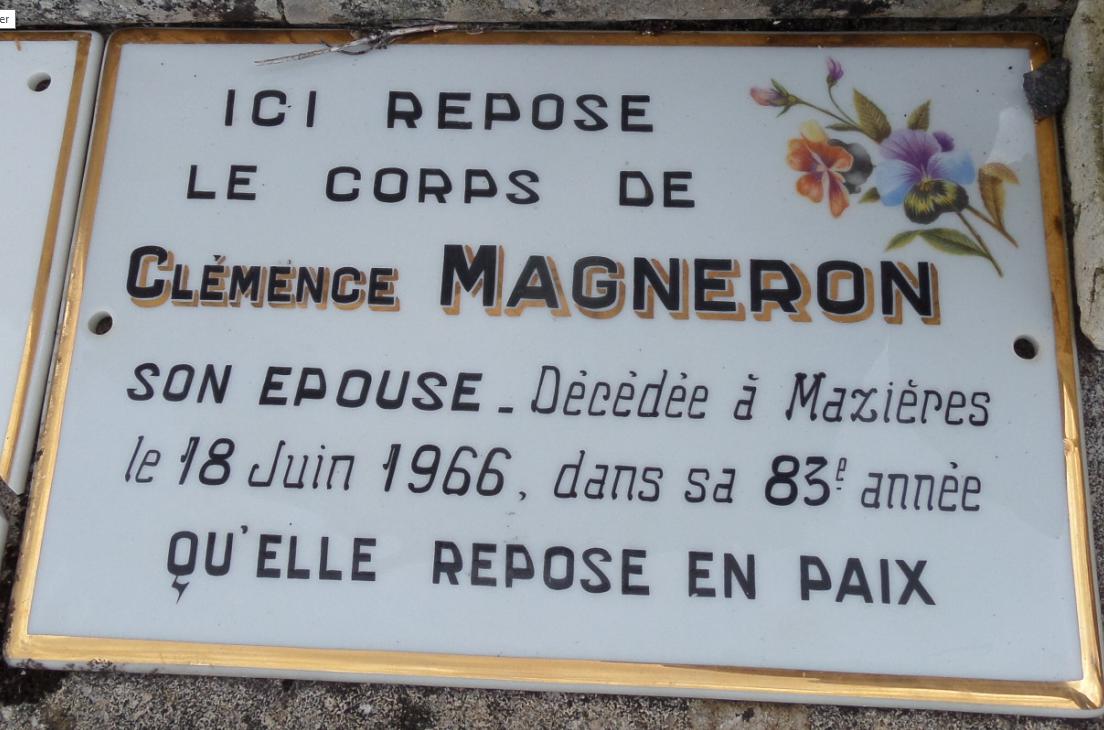 er
ICI REPOSE
LE CORPS DE
CLÉMENCE MAGNERON
SON EPOUSE - Décédée à Mazières
le 18 Juin 1966, dans sa 83e année
QU'ELLE REPOSE EN PAIX